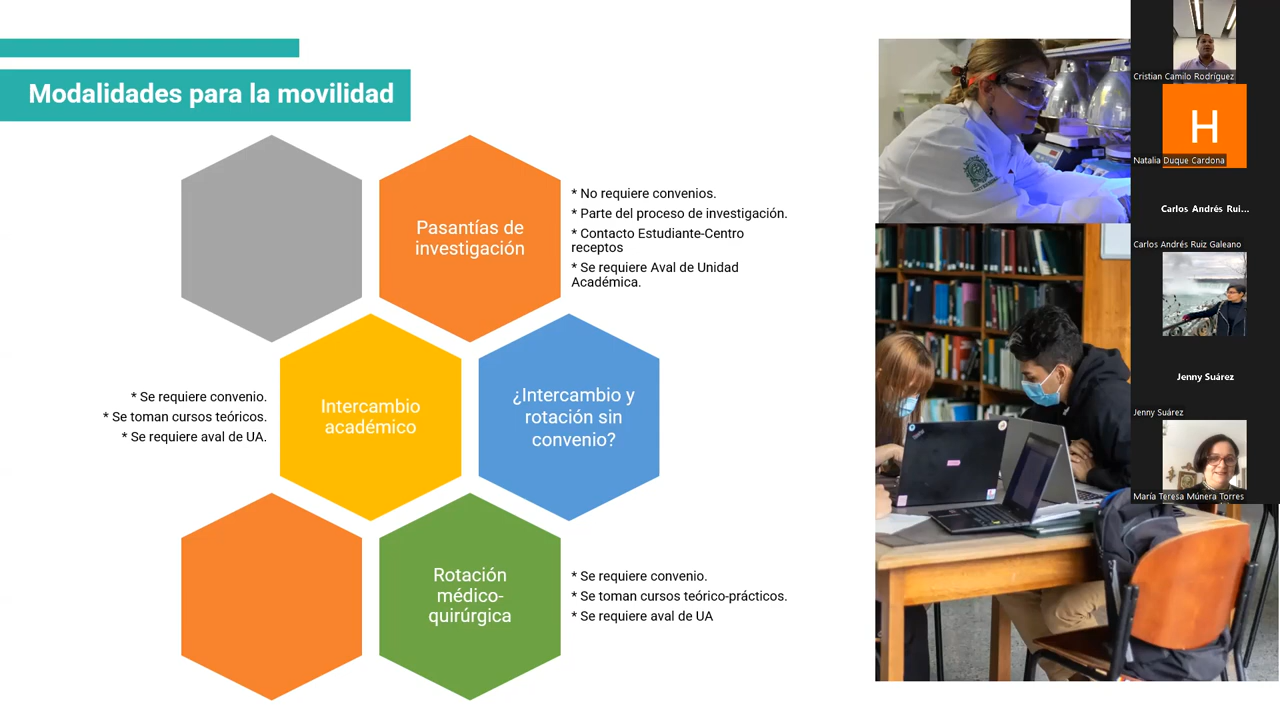 Modalidades para la movilidad
Pasantías de
investigación
* No requiere convenios.
* Parte del proceso de investigación.
* Contacto Estudiante-Centro
receptos
* Se requiere Aval de Unidad
Académica.
* Se requiere convenio.
* Se toman cursos teóricos.
* Se requiere aval de UA.
Intercambio
académico
¿Intercambio y
rotación sin
convenio?
Rotación
médico-
quirúrgica
* Se requiere convenio.
* Se toman cursos teórico-prácticos.
* Se requiere aval de UA
Cristian Camilo Rodríguez
H
Natalia Duque Cardona
Carlos Andrés Rui...
Carlos Andrés Ruiz Galeano
Jenny Suárez
Jenny Suárez
María Teresa Múnera Torres